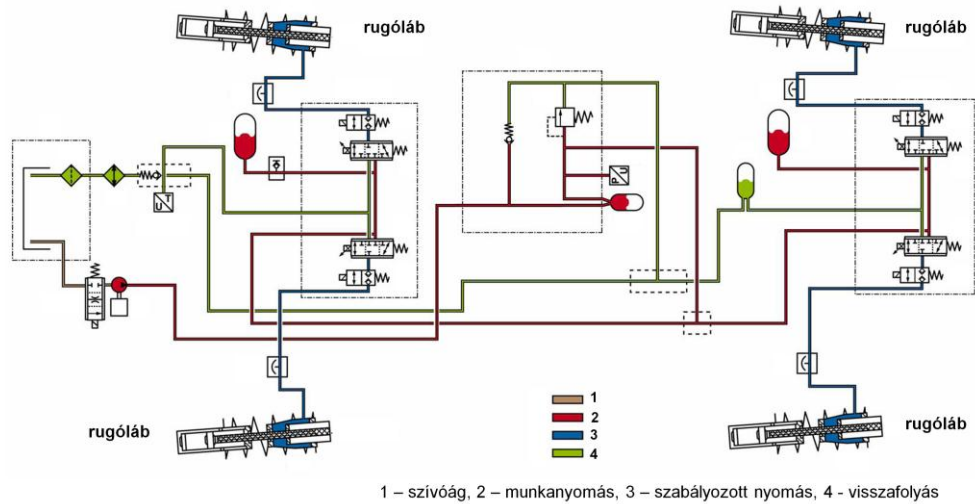 rugóláb
rugóláb
P
U
U
T
rugóláb
rugóláb
1
2
3
4
1 – szívóág, 2 – munkanyomás, 3 – szabályozott nyomás, 4 - visszafolyás